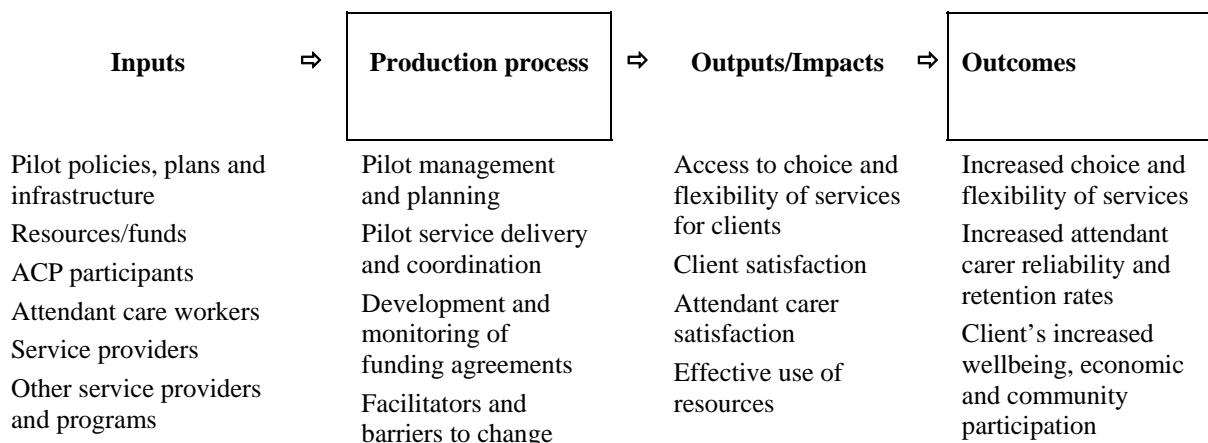 Inputs ⇨ Production process ⇨ Outputs/Impacts ⇨ Outcomes
Pilot policies, plans and
infrastructure
Resources/funds
ACP participants
Attendant care workers
Service providers
Other service providers
and programs
Pilot management
and planning
Pilot service delivery
and coordination
Development and
monitoring of
funding agreements
Facilitators and
barriers to change
Access to choice and
flexibility of services
for clients
Client satisfaction
Attendant carer
satisfaction
Effective use of
resources
Increased choice and
flexibility of services
Increased attendant
carer reliability and
retention rates
Client's increased
wellbeing, economic
and community
participation